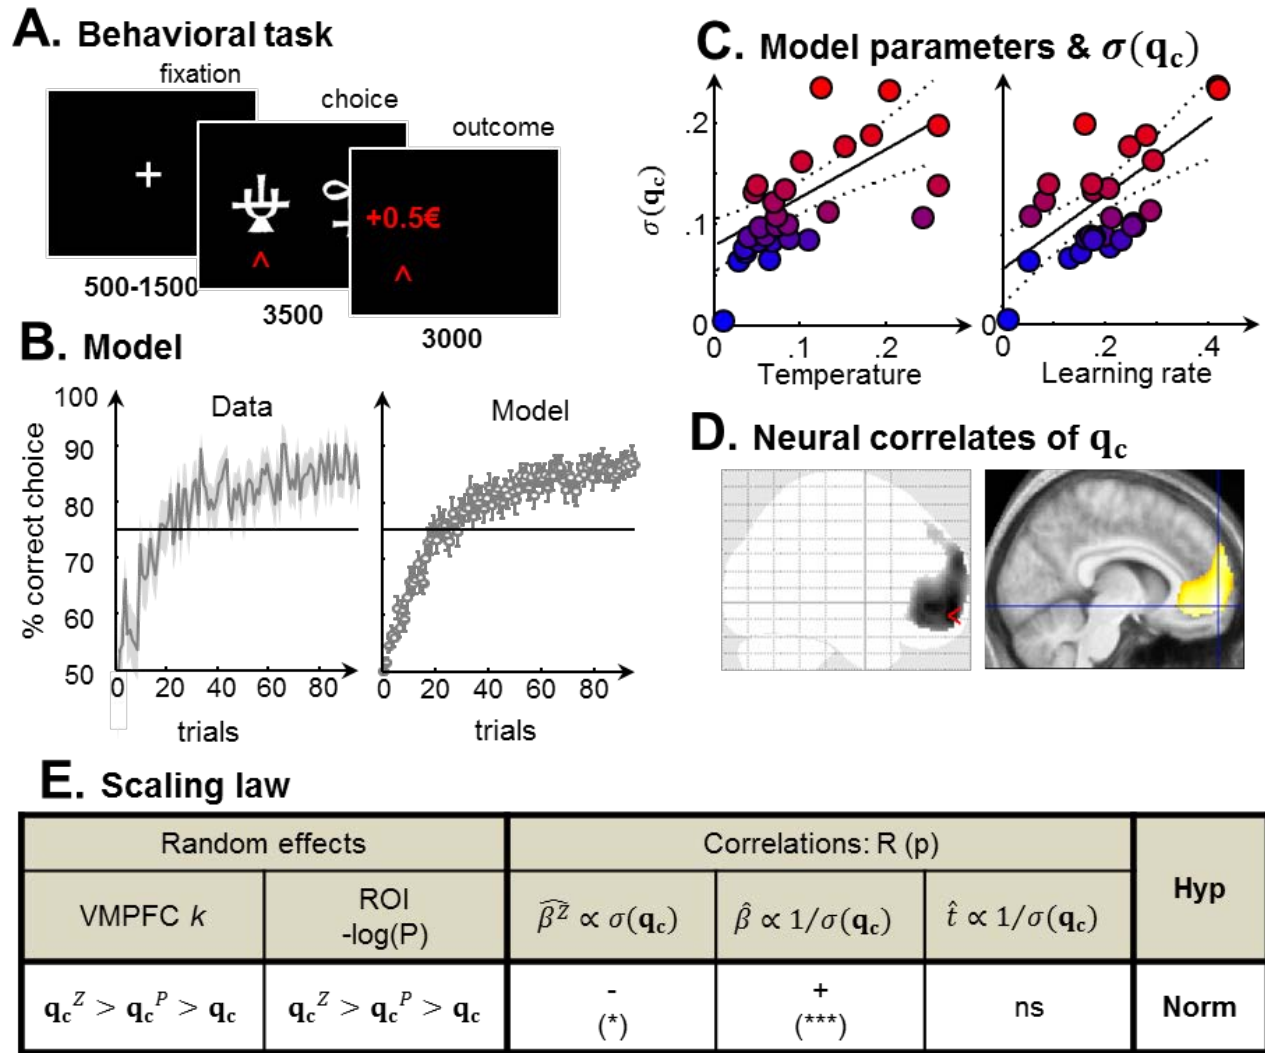 A. Behavioral task
fixation
choice
outcome
+
+0.5€
^
^
500-1500
3500
3000
B. Model
Data
Model
% correct choice
100
90
80
70
60
50
0 20 40 60 80
0 20 40 60 80
trials
trials
C. Model parameters & σ(q_c)
σ(q_c)
.2
.1
0
0 .1 .2
Temperature
0
0 .2 .4
Learning rate
D. Neural correlates of q_c
<
E. Scaling law
Random effects
Correlations: R (p)
Hyp
VMPFC k
ROI
-log(P)
β̂^Z ∝ σ(q_c)
β̂ ∝ 1/σ(q_c)
t̂ ∝ 1/σ(q_c)
q_c^Z > q_c^P > q_c
q_c^Z > q_c^P > q_c
-
(*)
+
(***)
ns
Norm